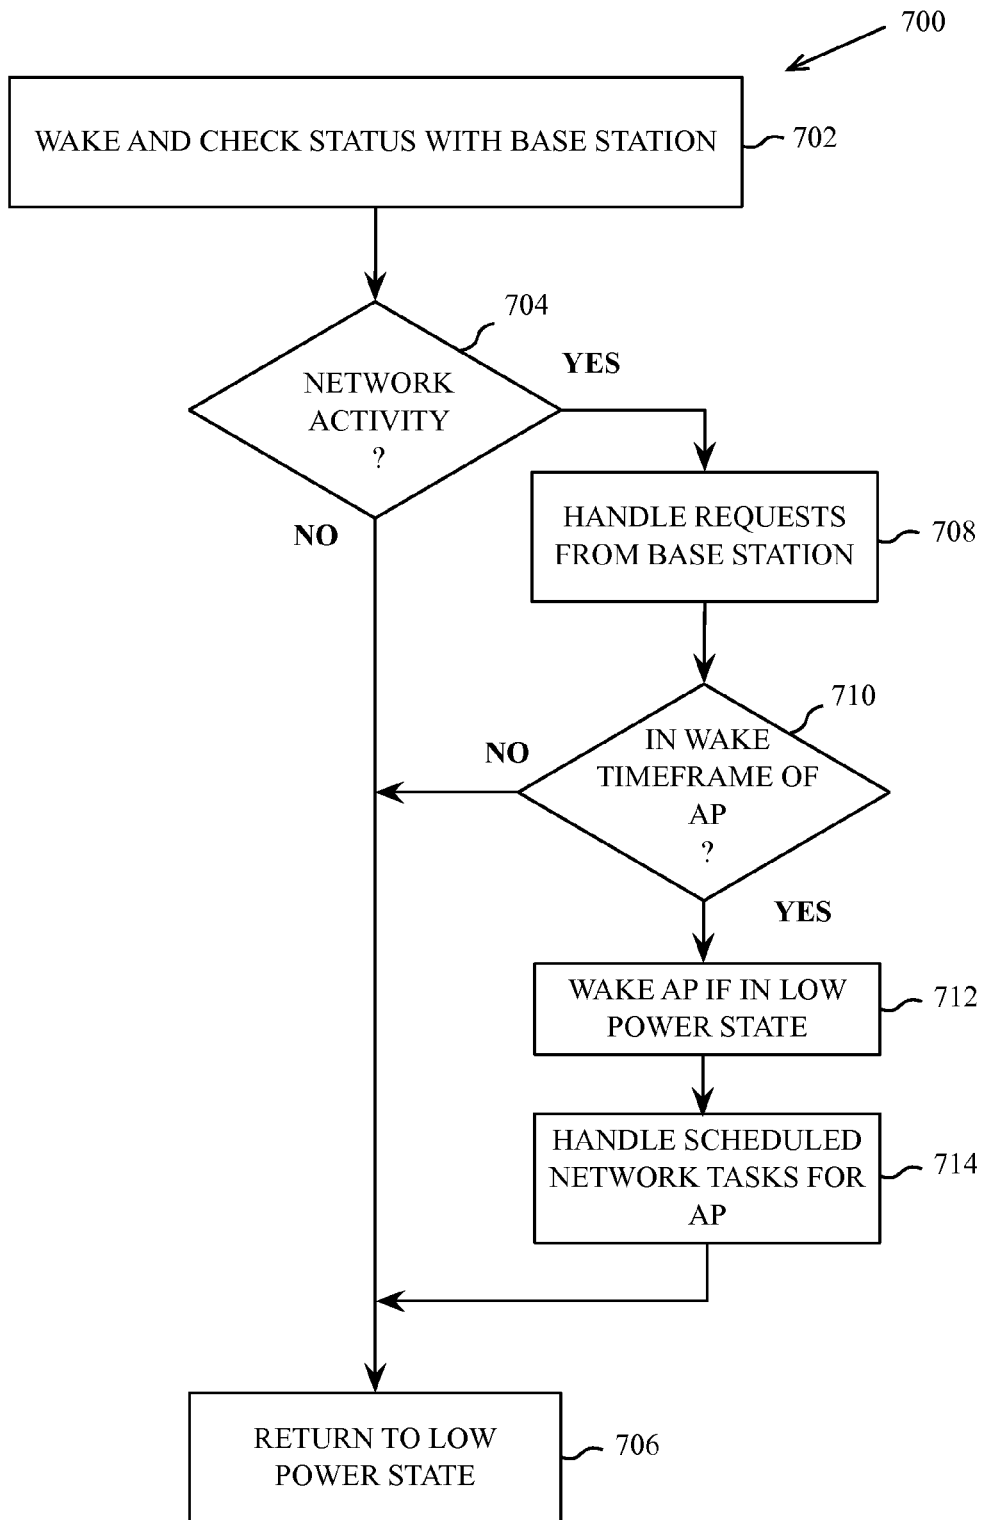 700
WAKE AND CHECK STATUS WITH BASE STATION
702
704
NETWORK
ACTIVITY
?
YES
NO
HANDLE REQUESTS
FROM BASE STATION
708
710
IN WAKE
TIMEFRAME OF
AP
?
NO
YES
WAKE AP IF IN LOW
POWER STATE
712
HANDLE SCHEDULED
NETWORK TASKS FOR
AP
714
RETURN TO LOW
POWER STATE
706